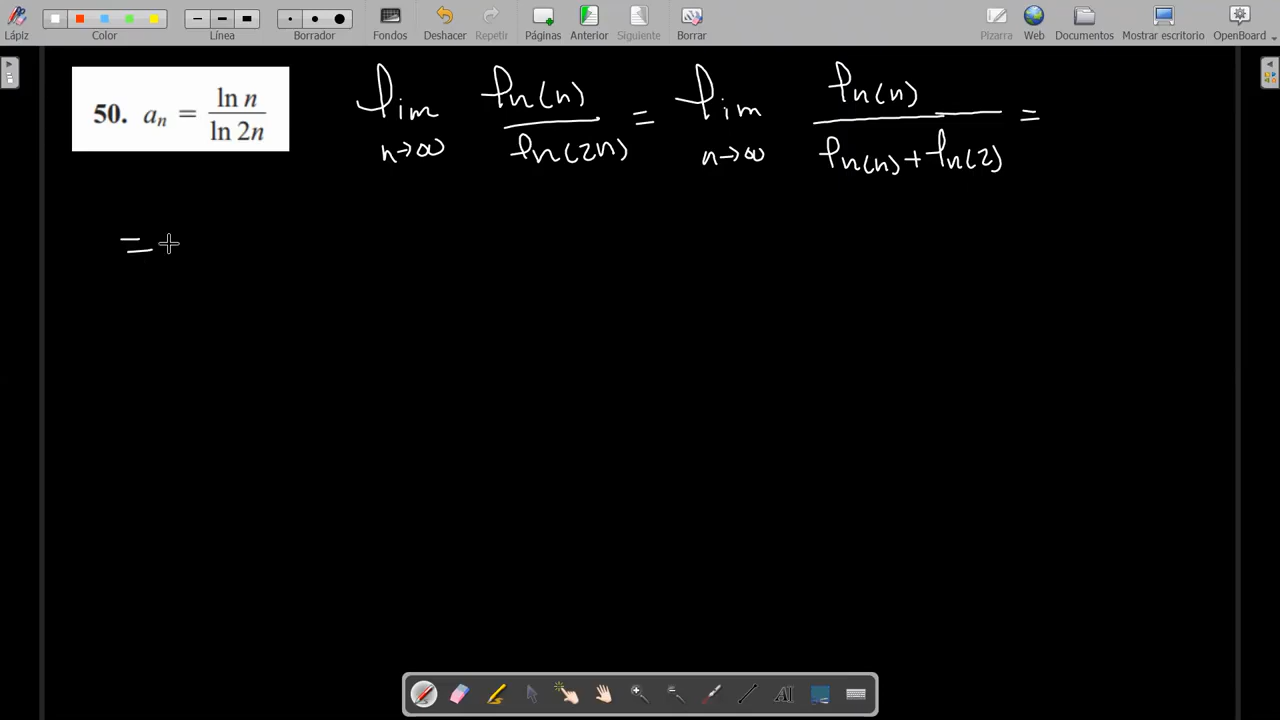 Lápiz Color Línea Borrador Fondos Deshacer Repetir Páginas Anterior Siguiente Borrar Pizarra Web Documentos Mostrar escritorio OpenBoard
50. aₙ = ln n / ln 2n
lim n→∞ ln(n) / ln(2n) = lim n→∞ ln(n) / ln(n) + ln(2) =
=
AI